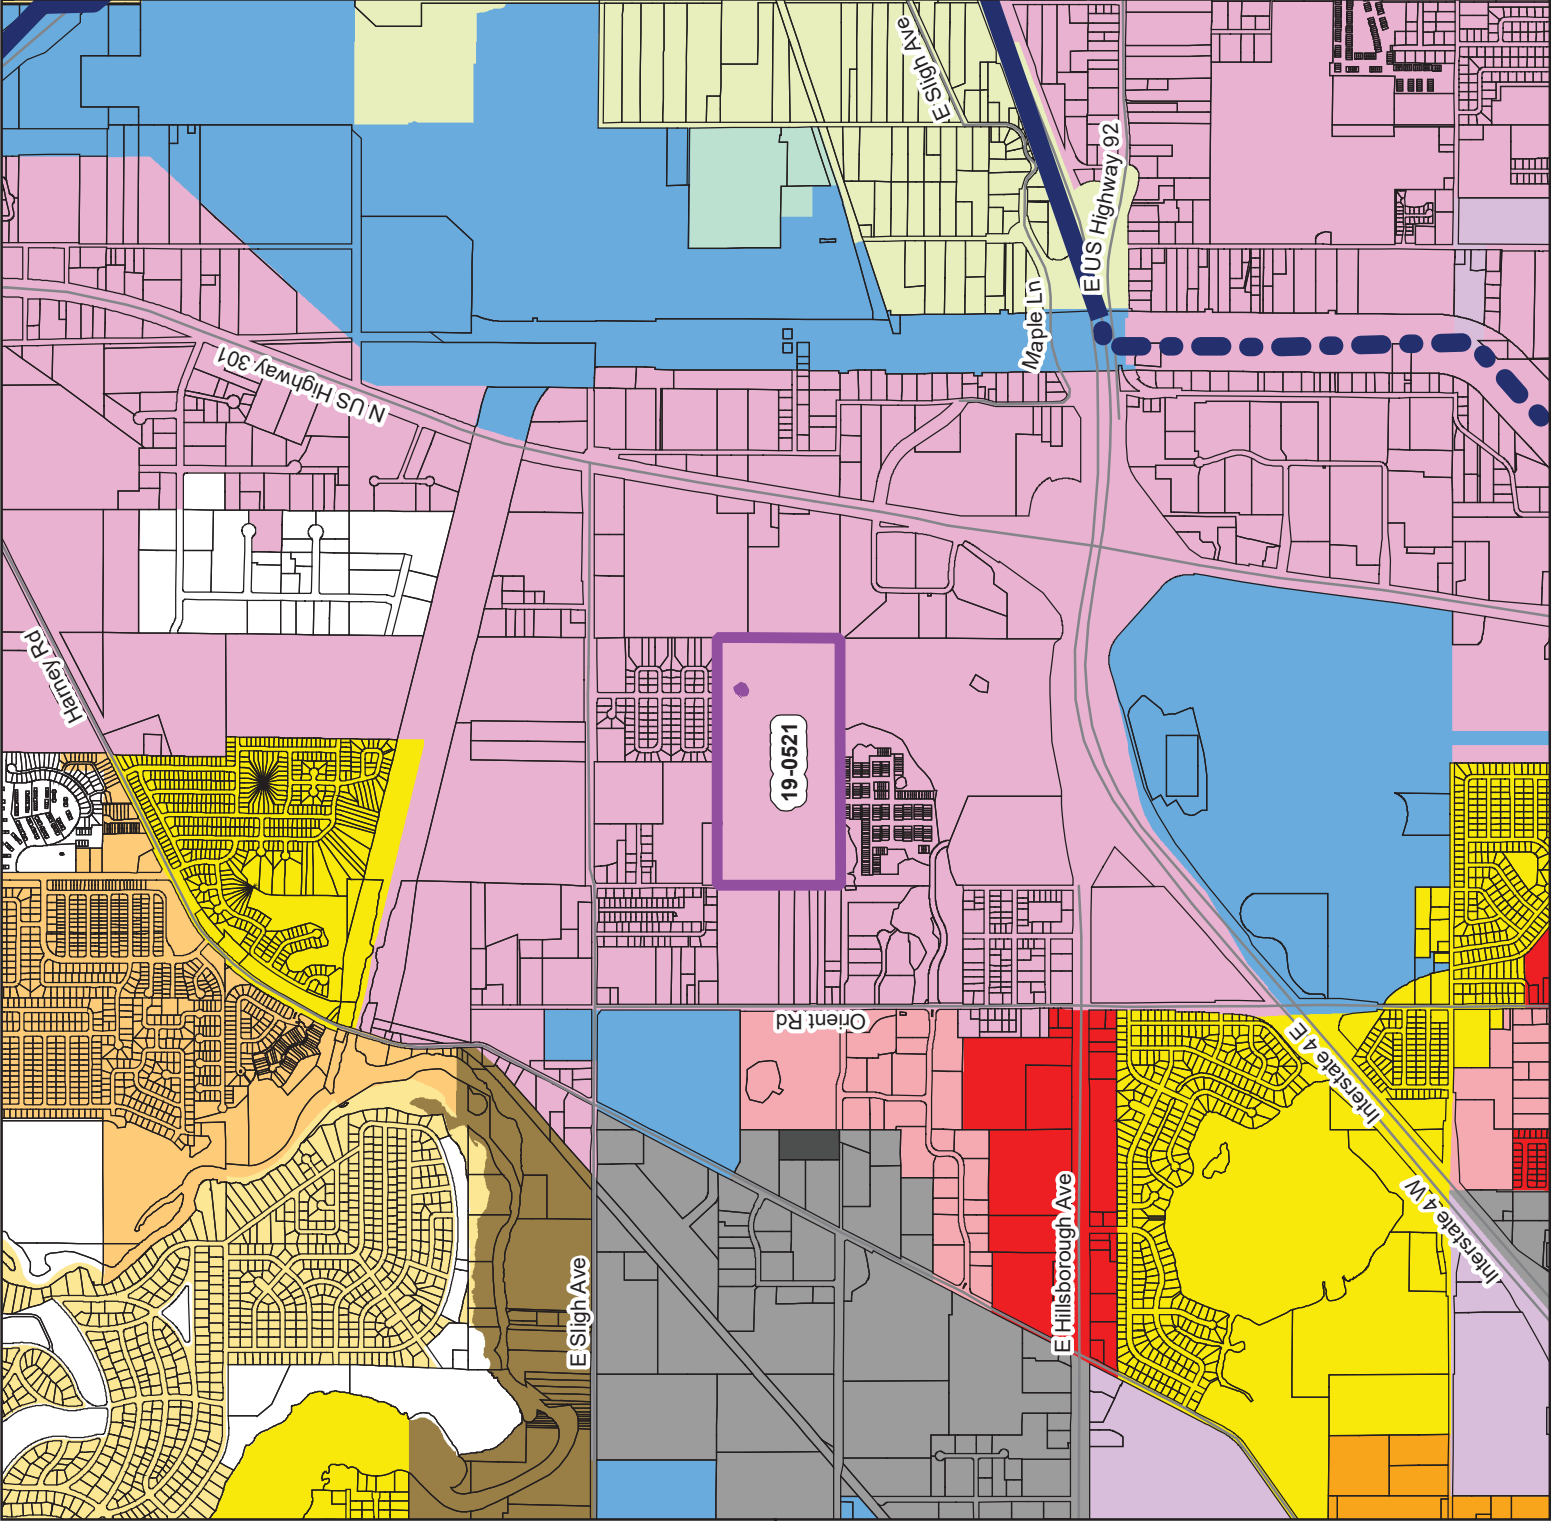 E Sligh Ave
E US Highway 92
Maple Ln
N US Highway 301
Harney Rd
19-0521
Orient Rd
Interstate 4 E
E Hillsborough Ave
Interstate 4 W
E Sligh Ave